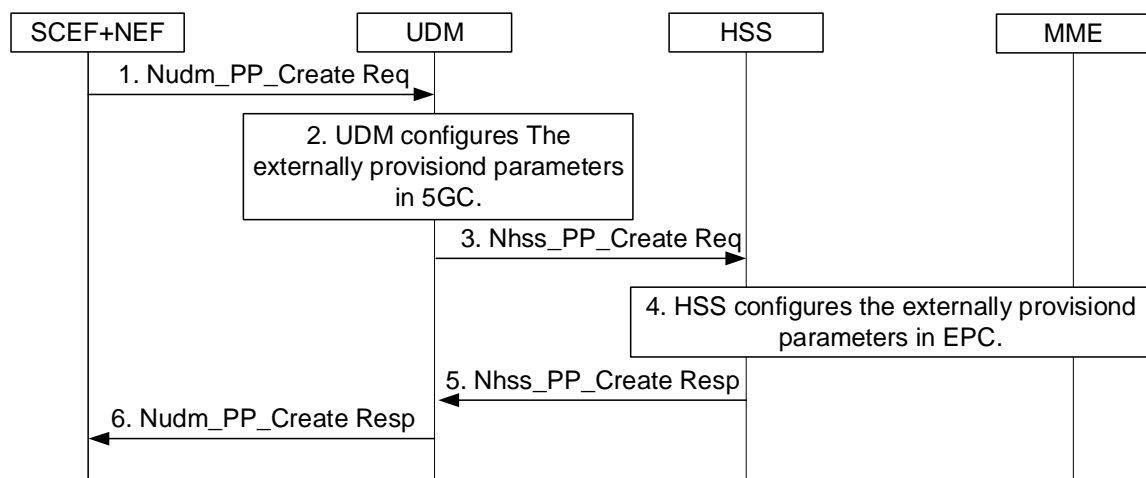 SCEF+NEF
UDM
HSS
MME
1. Nudm_PP_Create Req
2. UDM configures The
externally provisiond parameters
in 5GC.
3. Nhss_PP_Create Req
4. HSS configures the externally provisiond
parameters in EPC.
5. Nhss_PP_Create Resp
6. Nudm_PP_Create Resp